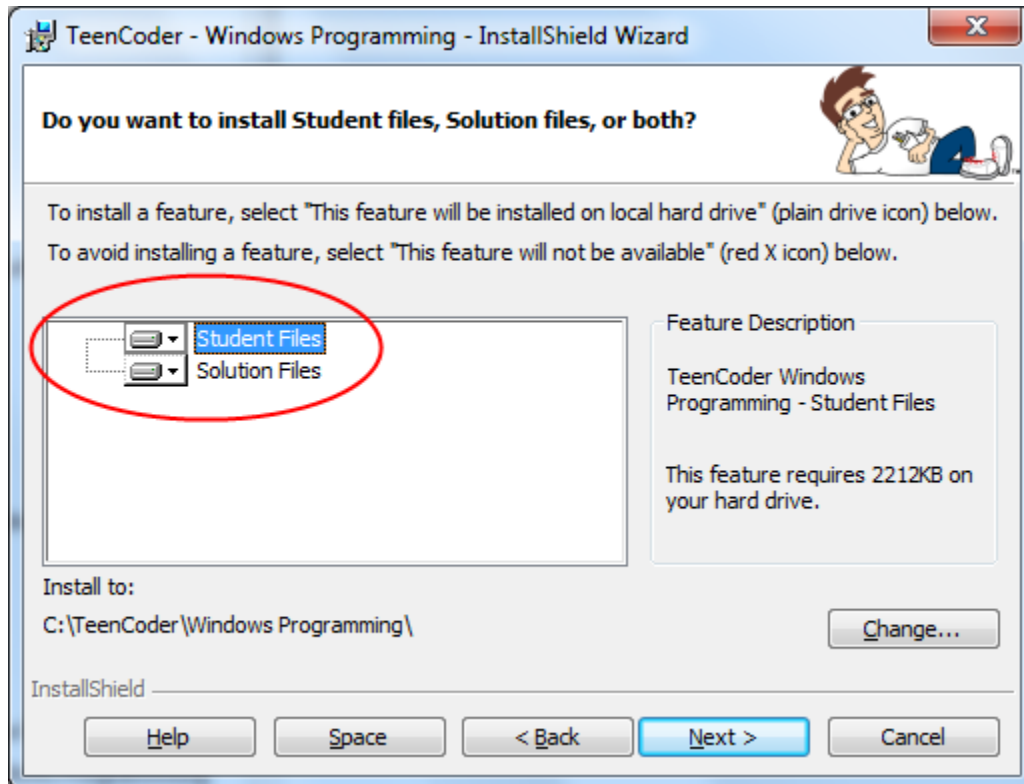 TeenCoder - Windows Programming - InstallShield Wizard
Do you want to install Student files, Solution files, or both?
To install a feature, select "This feature will be installed on local hard drive" (plain drive icon) below.
To avoid installing a feature, select "This feature will not be available" (red X icon) below.
Student Files
Solution Files
Feature Description
TeenCoder Windows
Programming - Student Files
This feature requires 2212KB on
your hard drive.
Install to:
C:\TeenCoder\Windows Programming\
Change...
InstallShield
Help
Space
< Back
Next >
Cancel